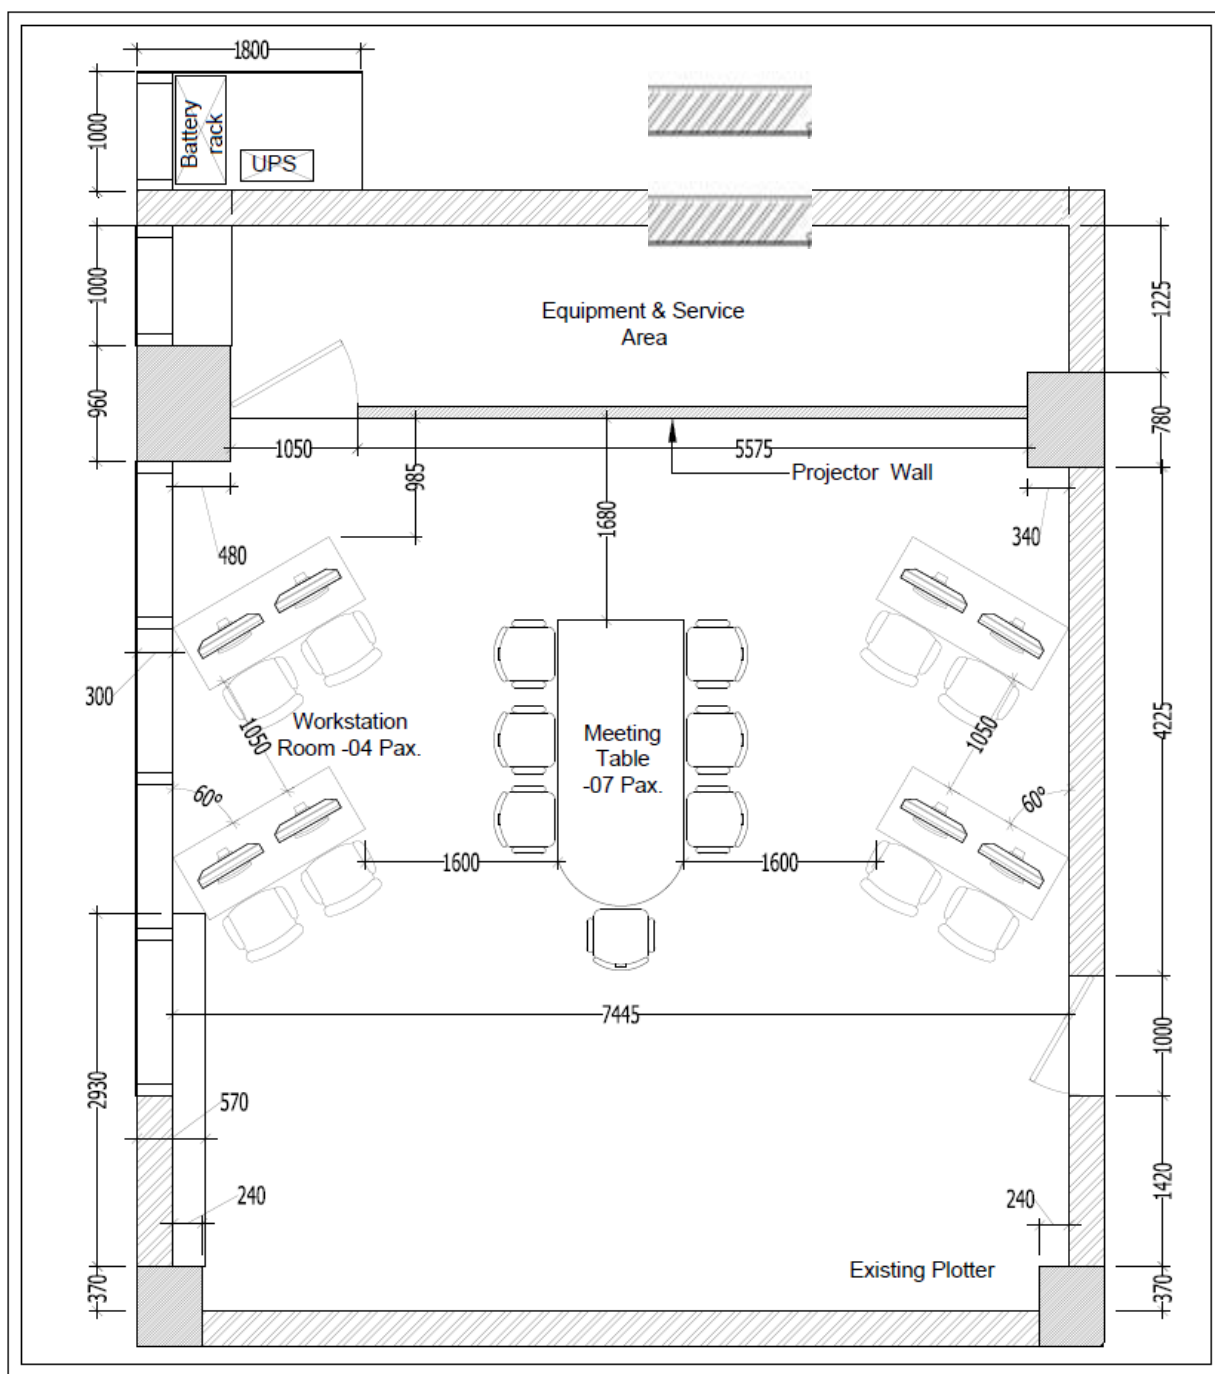 1800
1000
Battery
rack
UPS
1000
1225
Equipment & Service
Area
960
780
1050
5575
985
Projector  Wall
1680
480
340
300
Workstation
Room -04 Pax.
1050
Meeting
Table
-07 Pax.
1050
4225
60°
60°
1600
1600
7445
1000
2930
570
240
240
1420
Existing Plotter
370
370